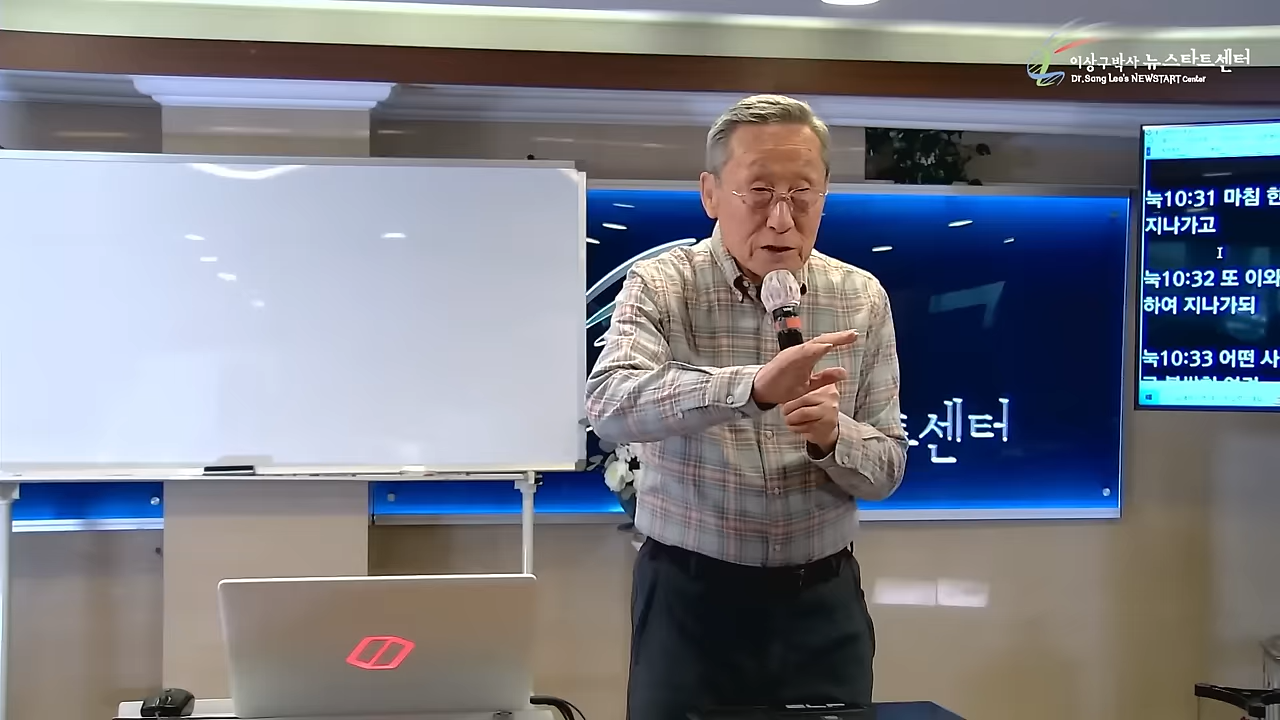 이상구박사 뉴스타트센터
Dr.Sang Lee's NEWSTART Center
눅10:31 마침 한
지나가고
눅10:32 또 이와
하여 지나가되
눅10:33 어떤 사
센터